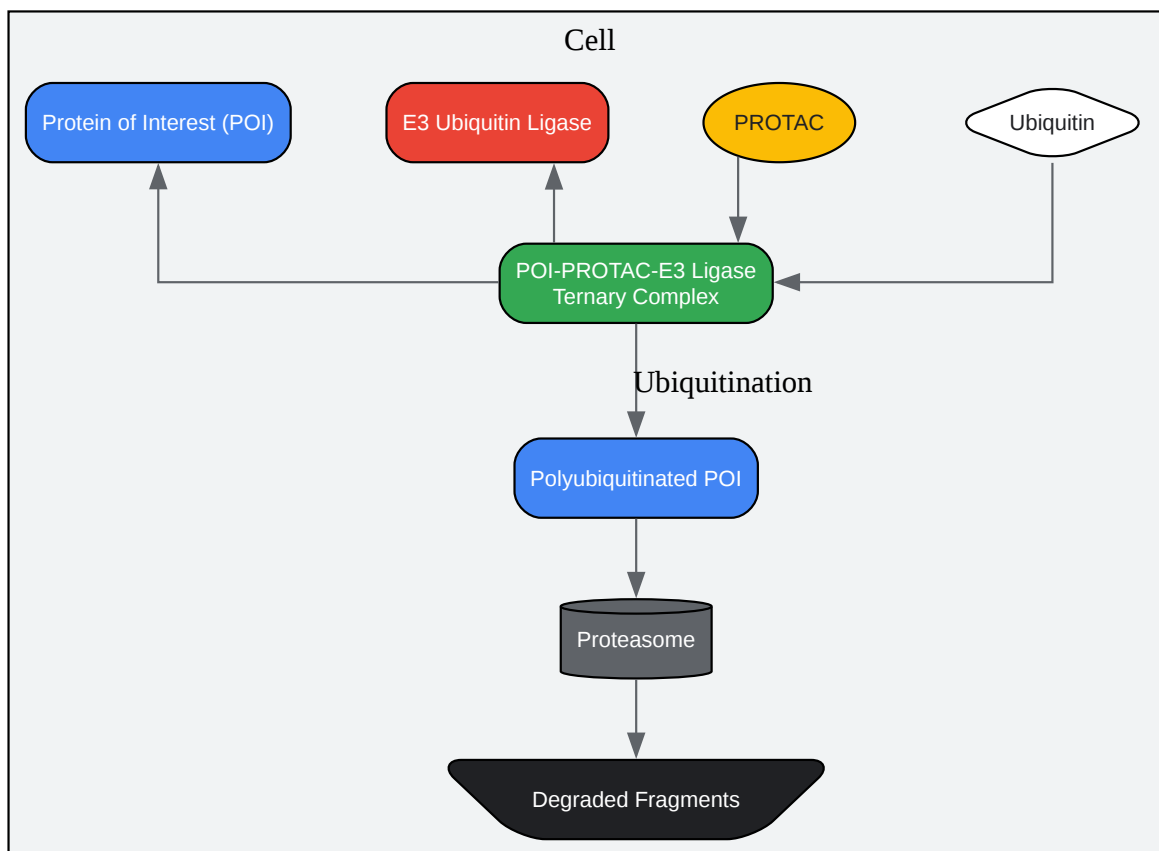 Cell
Protein of Interest (POI)
E3 Ubiquitin Ligase
PROTAC
Ubiquitin
POI-PROTAC-E3 Ligase
Ternary Complex
Ubiquitination
Polyubiquitinated POI
Proteasome
Degraded Fragments